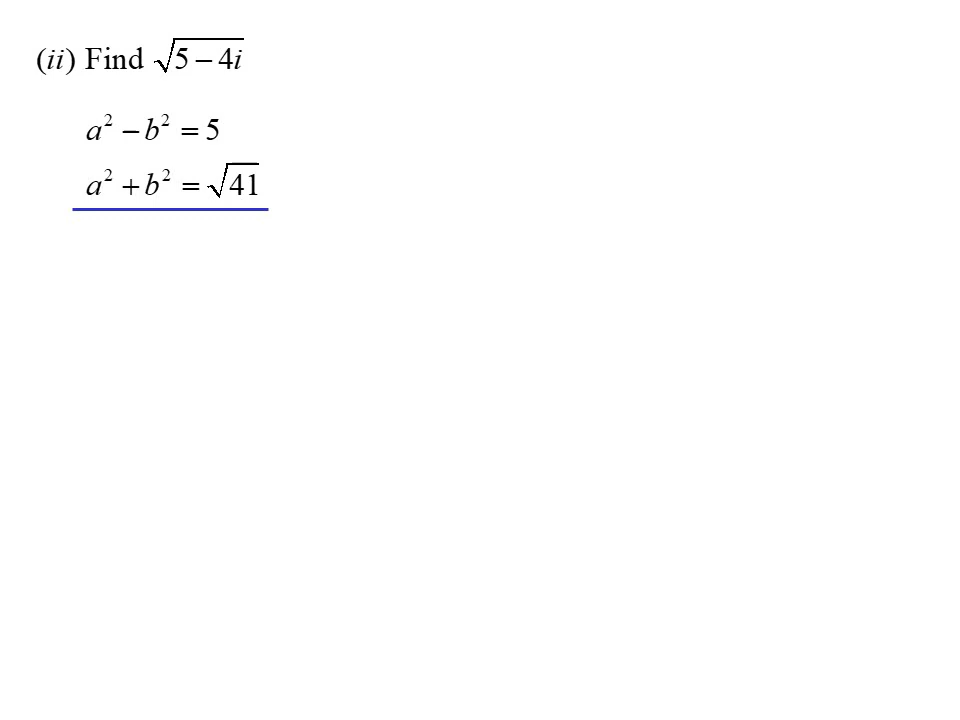 (ii) Find √(5 − 4i)
a² − b² = 5
a² + b² = √41